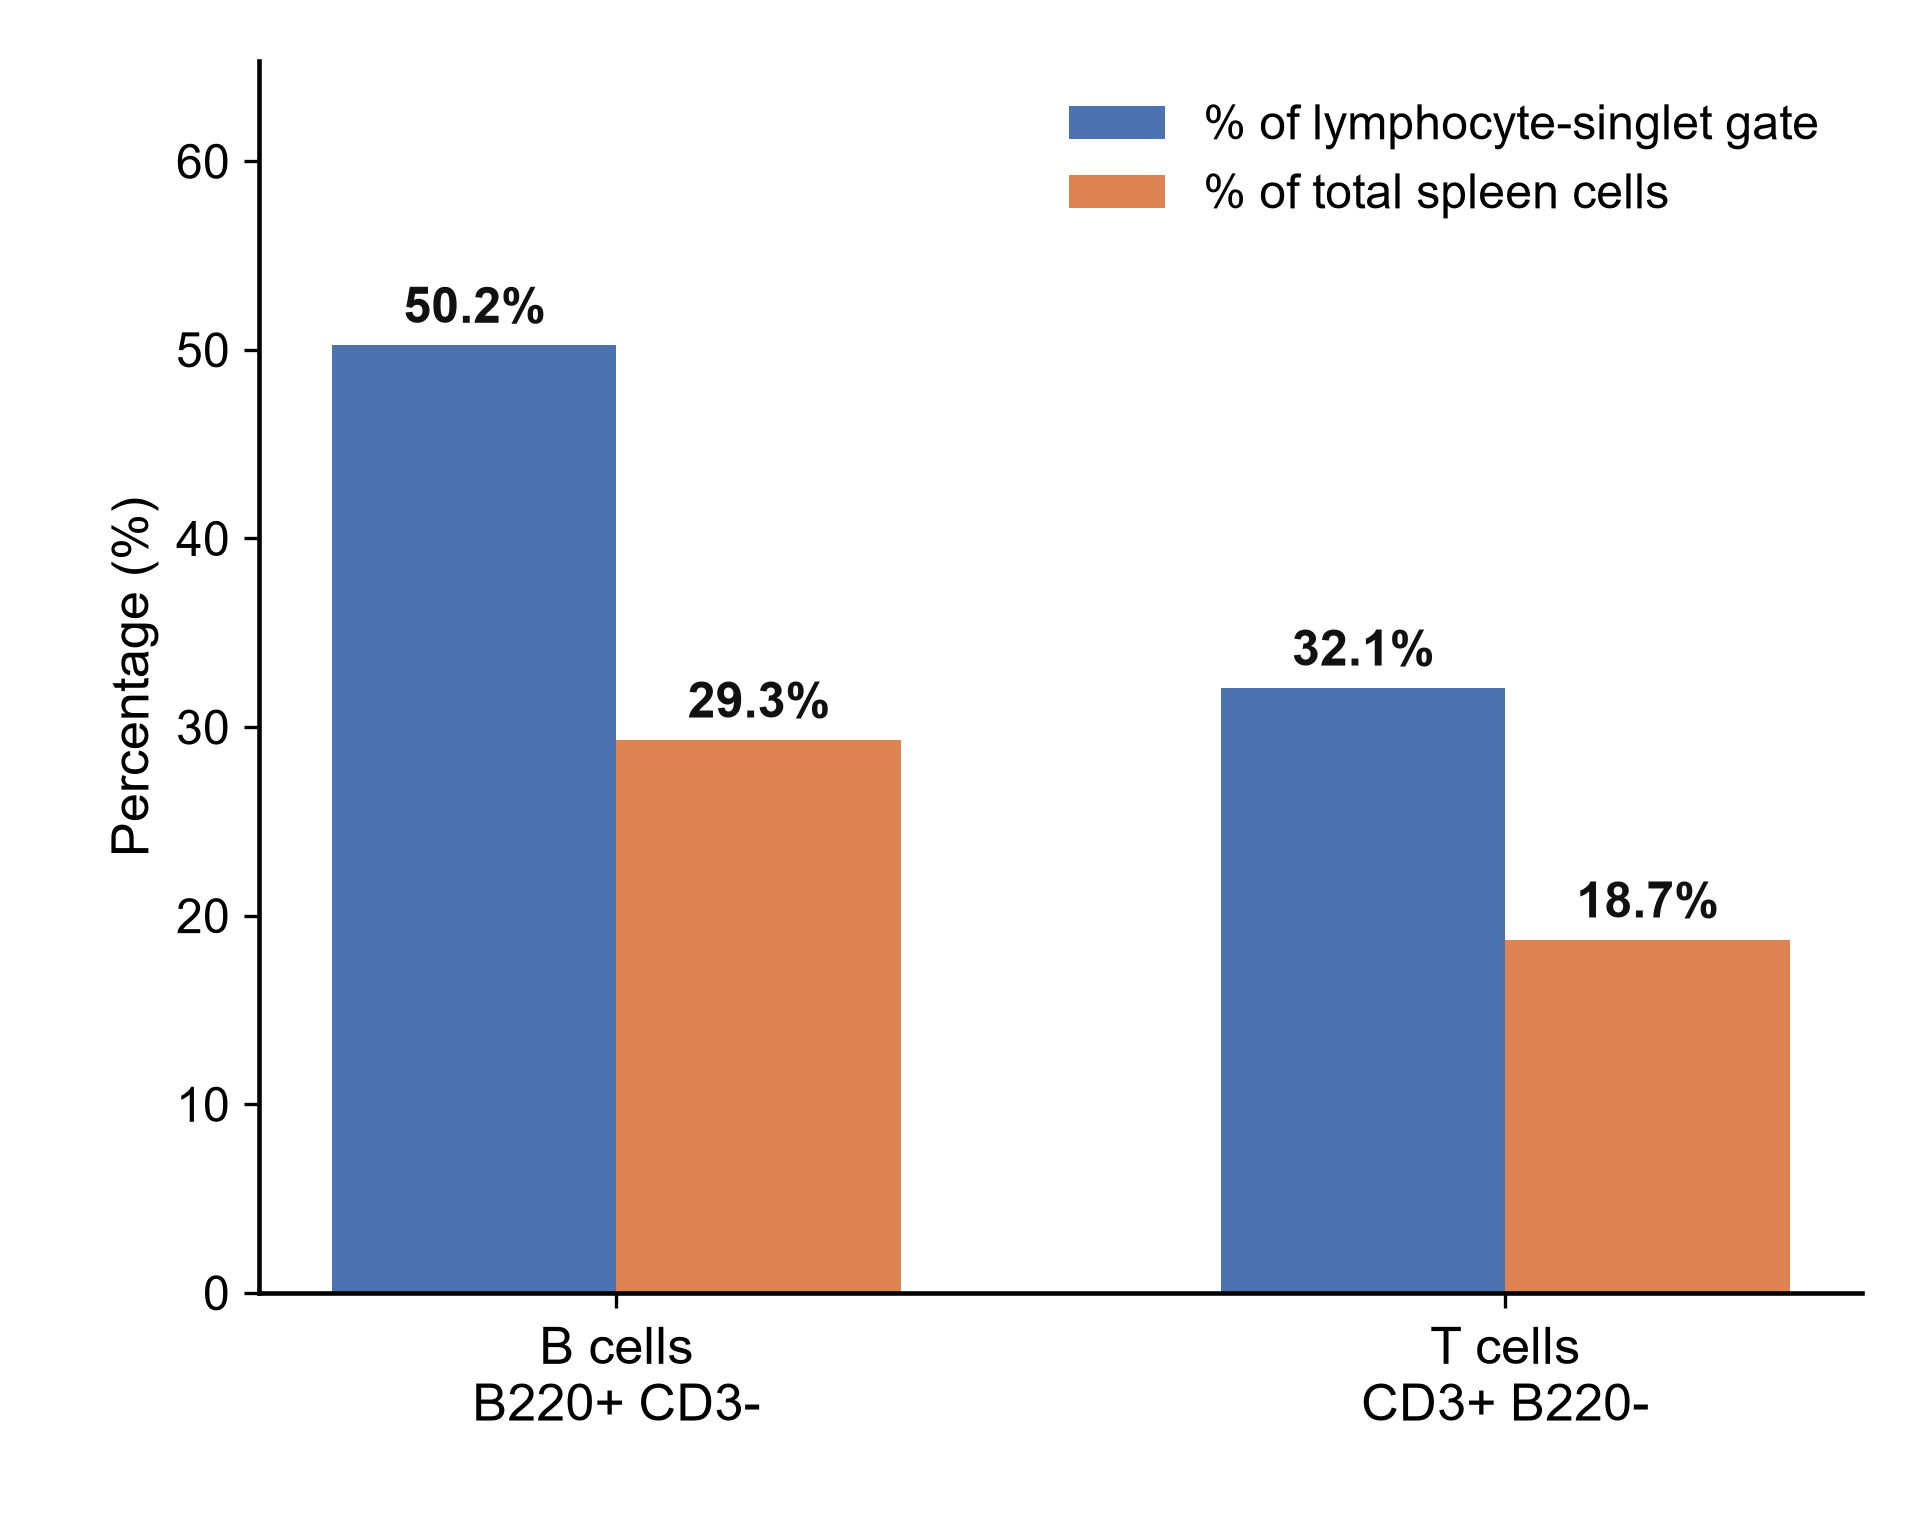 % of lymphocyte-singlet gate
% of total spleen cells
Percentage (%)
60
50
40
30
20
10
0
50.2%
29.3%
32.1%
18.7%
B cells
B220+ CD3-
T cells
CD3+ B220-